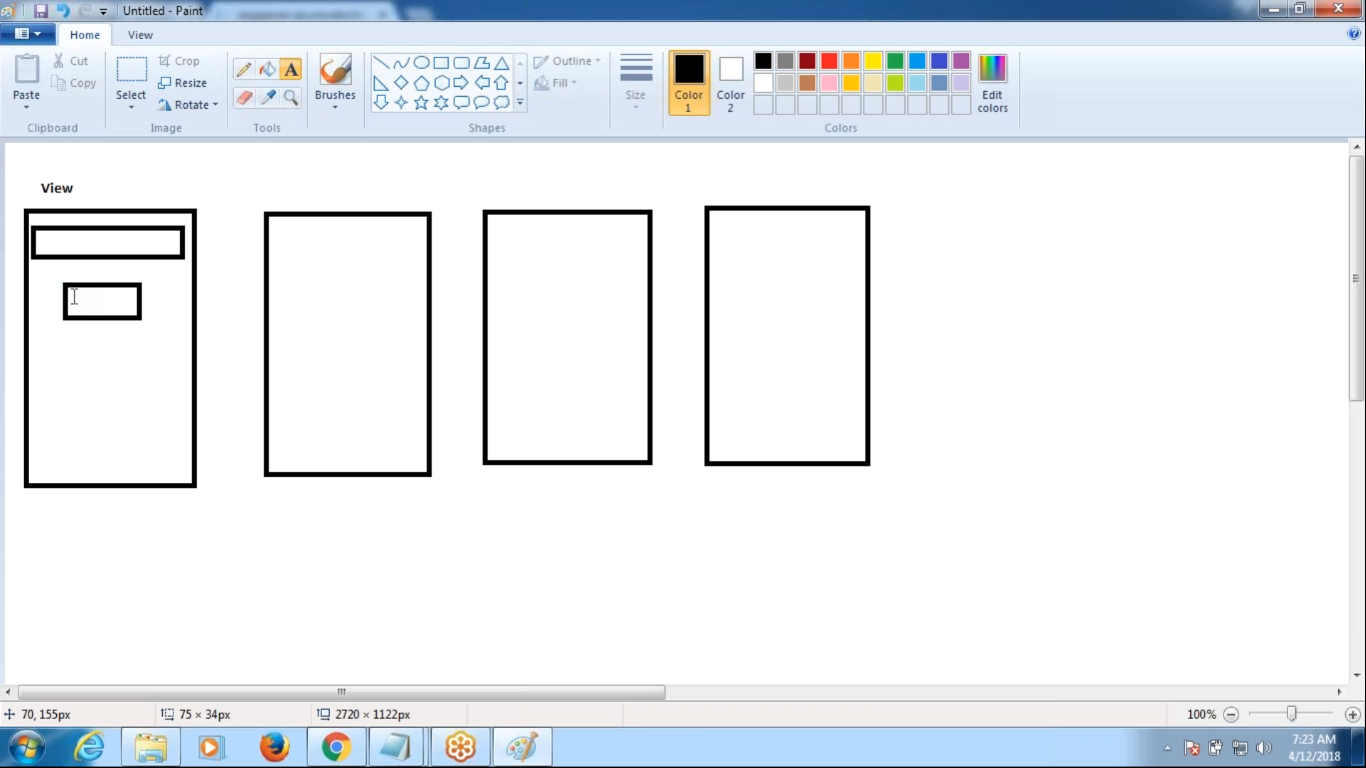 Untitled - Paint
Home
View
Paste
Cut
Copy
Clipboard
Select
Crop
Resize
Rotate
Image
A
Tools
Brushes
Outline
Fill
Shapes
Size
Color
1
Color
2
Edit
colors
Colors
View
70, 155px
75 × 34px
2720 × 1122px
100%
7:23 AM
4/12/2018